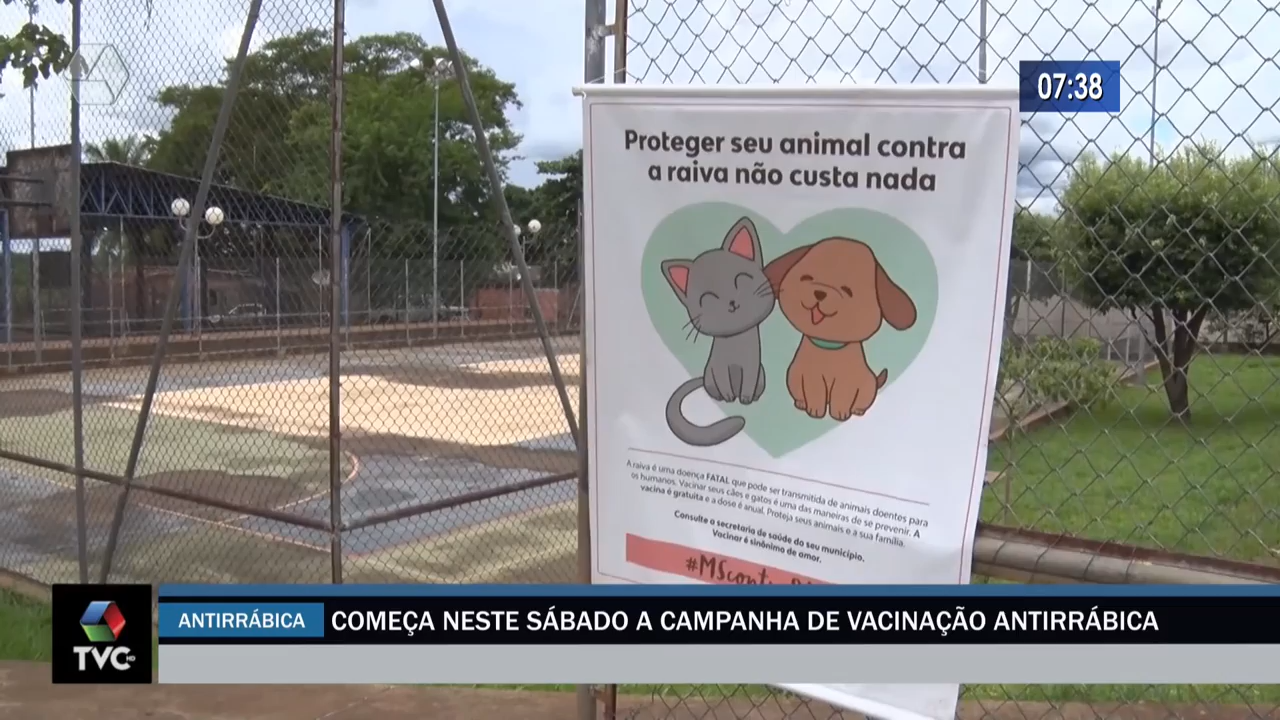 07:38
Proteger seu animal contra
a raiva não custa nada
A raiva é uma doença FATAL que pode ser transmitida de animais doentes para
os humanos. Vacinar seus cães e gatos é uma das maneiras de se prevenir. A
vacina é gratuita e a dose é anual. Proteja seus animais e a sua família.
Consulte a secretaria de saúde do seu município.
Vacinar é sinônimo de amor.
ANTIRRÁBICA
COMEÇA NESTE SÁBADO A CAMPANHA DE VACINAÇÃO ANTIRRÁBICA
TVC HD